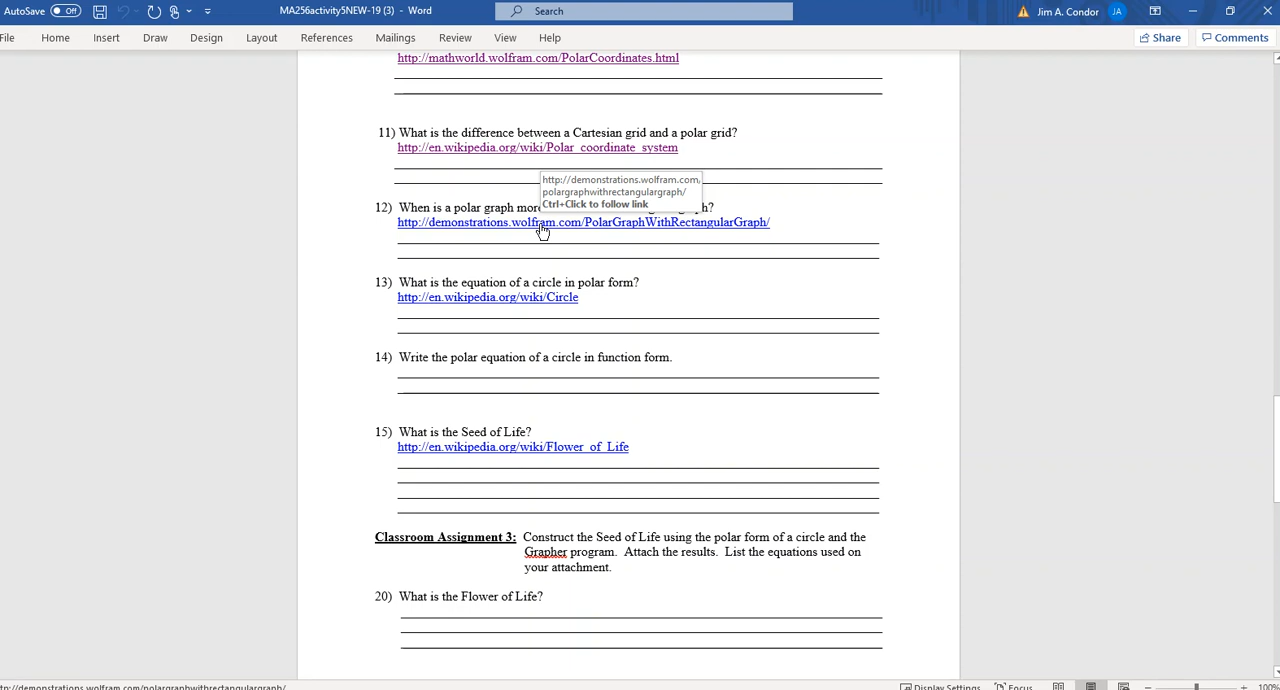 AutoSave Off MA256activity5NEW-19 (3) - Word Search Jim A. Condor JA
File Home Insert Draw Design Layout References Mailings Review View Help Share Comments
http://mathworld.wolfram.com/PolarCoordinates.html
11) What is the difference between a Cartesian grid and a polar grid?
http://en.wikipedia.org/wiki/Polar_coordinate_system
http://demonstrations.wolfram.com,
polargraphwithrectangulargraph/
Ctrl+Click to follow link
12) When is a polar graph
http://demonstrations.wolfram.com/PolarGraphWithRectangularGraph/
13) What is the equation of a circle in polar form?
http://en.wikipedia.org/wiki/Circle
14) Write the polar equation of a circle in function form.
15) What is the Seed of Life?
http://en.wikipedia.org/wiki/Flower_of_Life
Classroom Assignment 3: Construct the Seed of Life using the polar form of a circle and the
Grapher program. Attach the results. List the equations used on
your attachment.
20) What is the Flower of Life?
tp://demonstrations.wolfram.com/polargraphwithrectangulargraph/ Display Settings Focus 100%